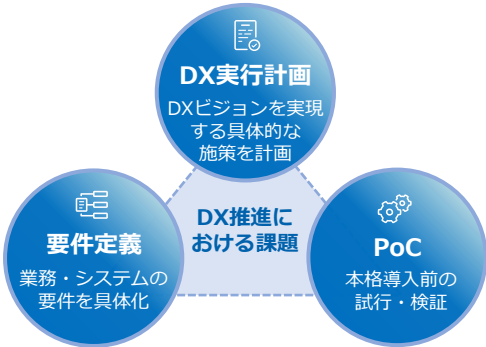 DX実行計画
DXビジョンを実現
する具体的な
施策を計画
DX推進に
おける課題
要件定義
業務・システムの
要件を具体化
PoC
本格導入前の
試行・検証